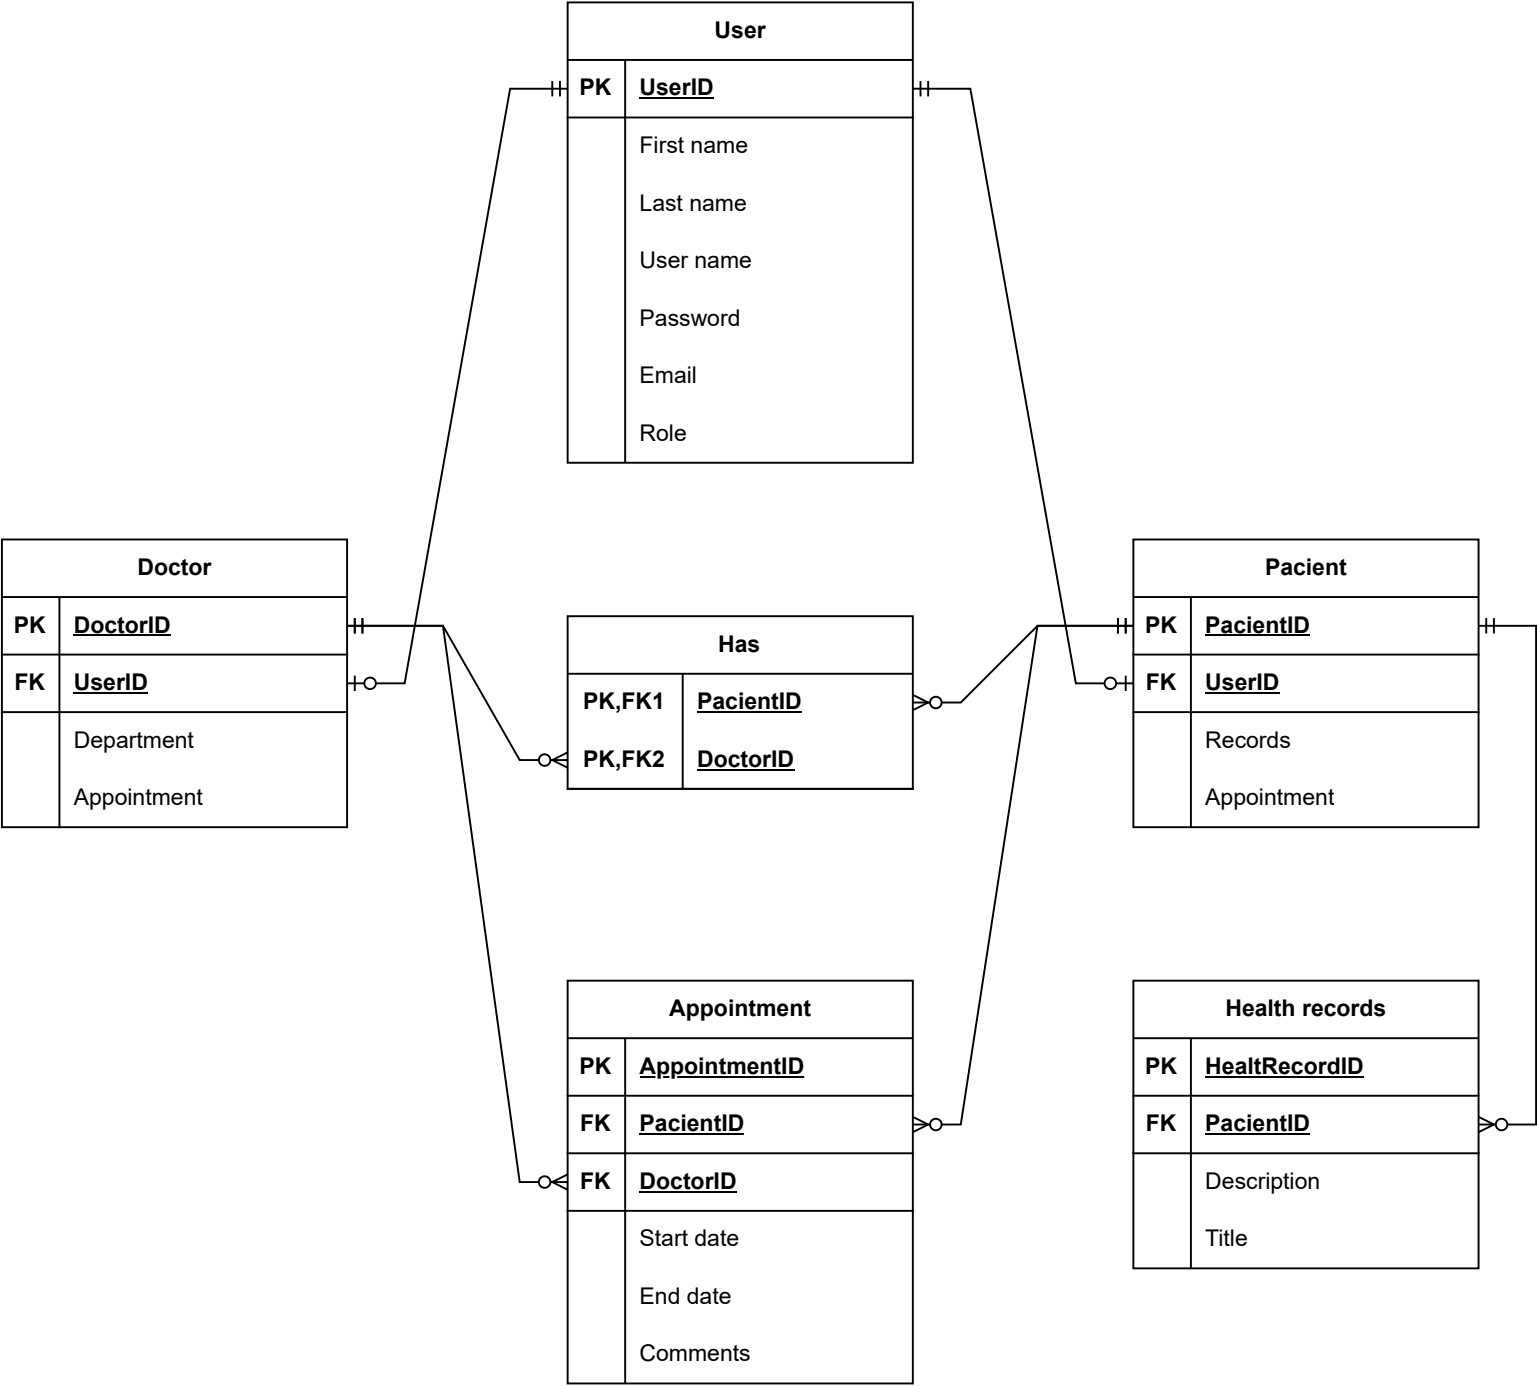 User
PK UserID
First name
Last name
User name
Password
Email
Role
Doctor
PK DoctorID
FK UserID
Department
Appointment
Has
PK,FK1 PacientID
PK,FK2 DoctorID
Pacient
PK PacientID
FK UserID
Records
Appointment
Appointment
PK AppointmentID
FK PacientID
FK DoctorID
Start date
End date
Comments
Health records
PK HealtRecordID
FK PacientID
Description
Title